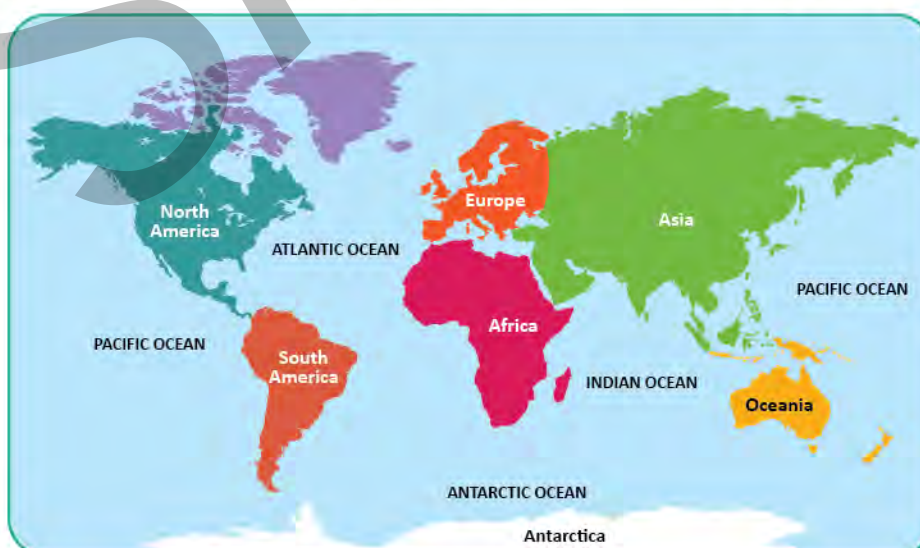 North
America
Europe
Asia
ATLANTIC OCEAN
PACIFIC OCEAN
PACIFIC OCEAN
South
America
Africa
INDIAN OCEAN
Oceania
ANTARCTIC OCEAN
Antarctica